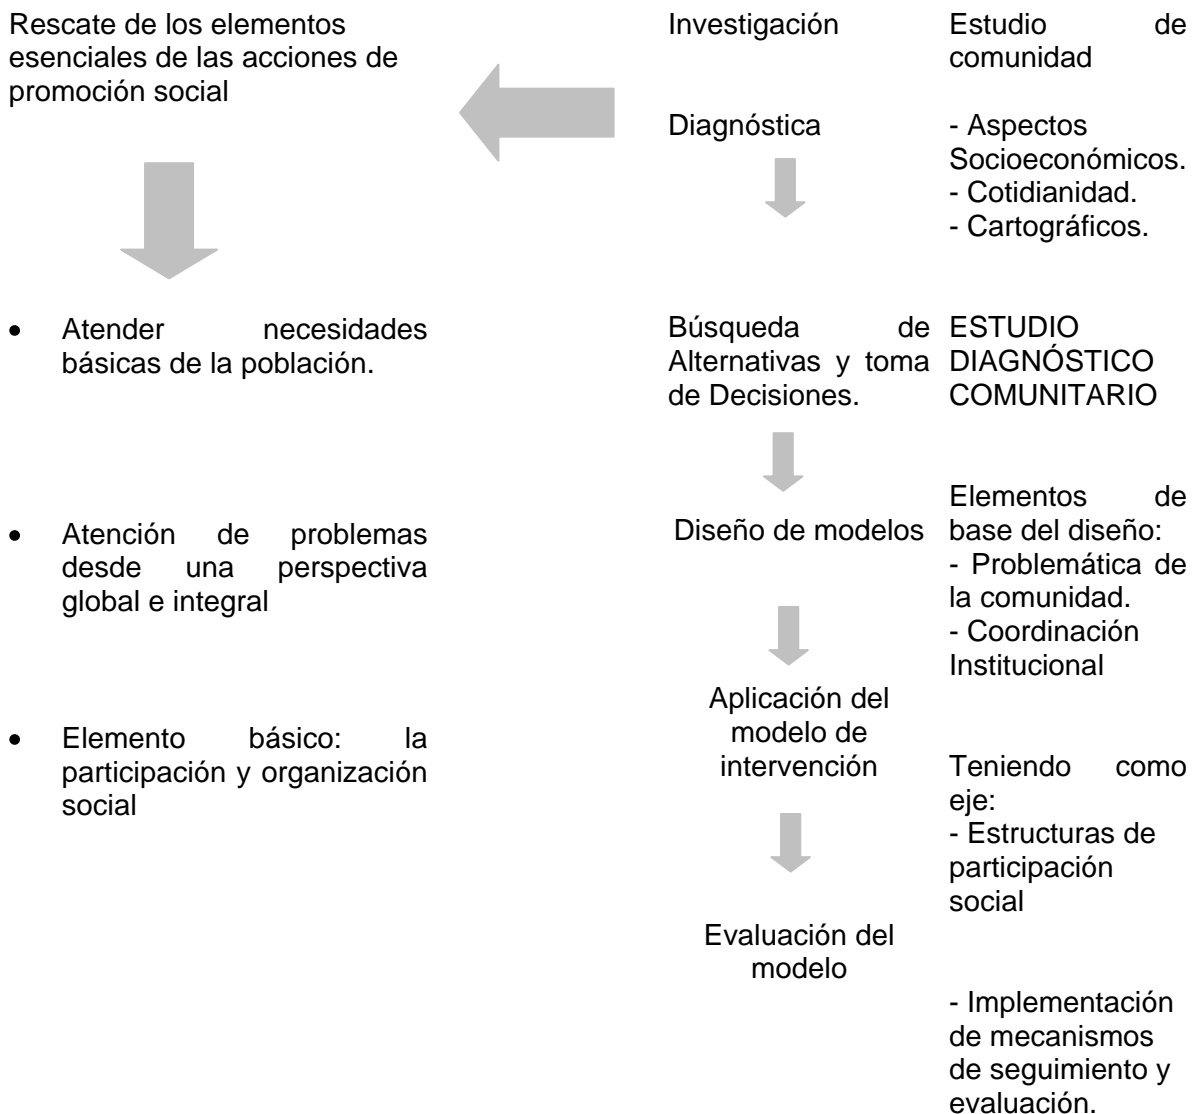 Rescate de los elementos
esenciales de las acciones de
promoción social
• Atender necesidades
básicas de la población.
• Atención de problemas
desde una perspectiva
global e integral
• Elemento básico: la
participación y organización
social
Investigación
Diagnóstica
Búsqueda de
Alternativas y toma
de Decisiones.
Diseño de modelos
Aplicación del
modelo de
intervención
Evaluación del
modelo
Estudio de
comunidad
- Aspectos
Socioeconómicos.
- Cotidianidad.
- Cartográficos.
ESTUDIO
DIAGNÓSTICO
COMUNITARIO
Elementos de
base del diseño:
- Problemática de
la comunidad.
- Coordinación
Institucional
Teniendo como
eje:
- Estructuras de
participación
social
- Implementación
de mecanismos
de seguimiento y
evaluación.